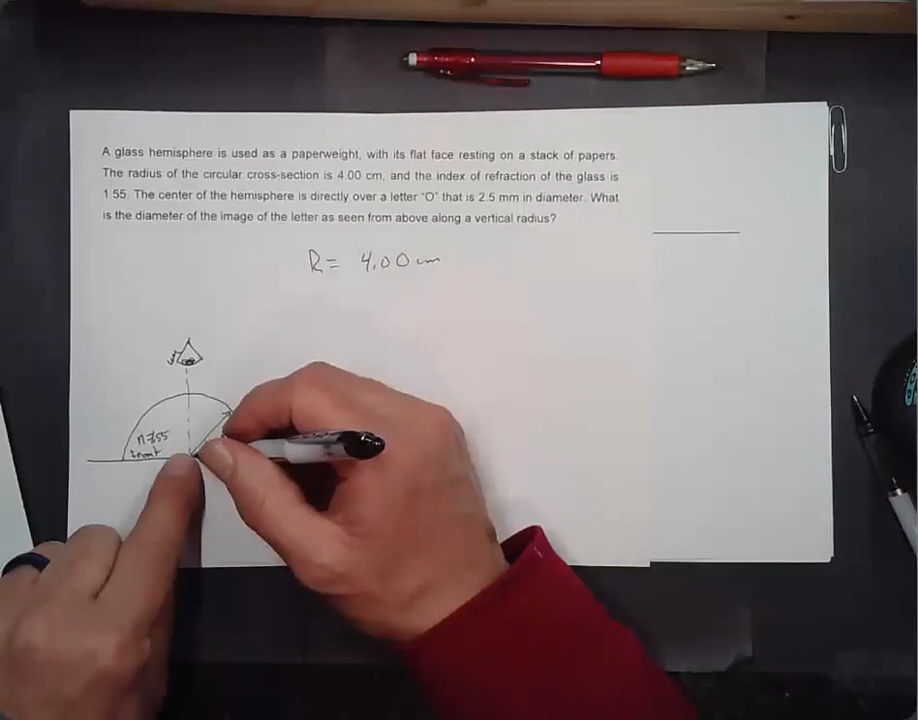 A glass hemisphere is used as a paperweight, with its flat face resting on a stack of papers.
The radius of the circular cross-section is 4.00 cm, and the index of refraction of the glass is
1.55. The center of the hemisphere is directly over a letter "O" that is 2.5 mm in diameter. What
is the diameter of the image of the letter as seen from above along a vertical radius?
R = 4.00 cm
front